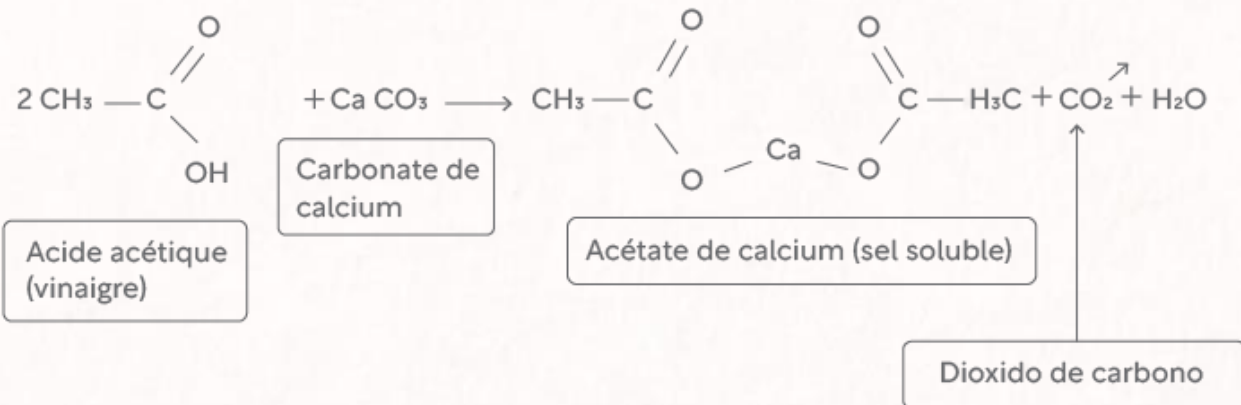 O
O
O
2 CH₃ — C
+ Ca CO₃ ⟶ CH₃ — C
C — H₃C + CO₂ + H₂O
OH
O — Ca — O
Carbonate de
calcium
Acide acétique
(vinaigre)
Acétate de calcium (sel soluble)
Dioxido de carbono